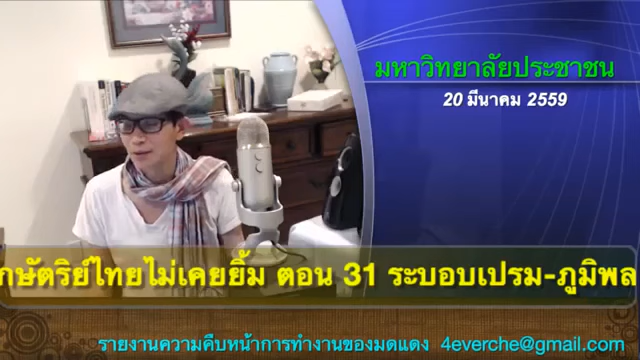 มหาวิทยาลัยประชาชน
20 มีนาคม 2559
กษัตริย์ไทยไม่เคยยิ้ม ตอน 31 ระบอบเปรม-ภูมิพล
รายงานความคืบหน้าการทำงานของมดแดง 4everche@gmail.com